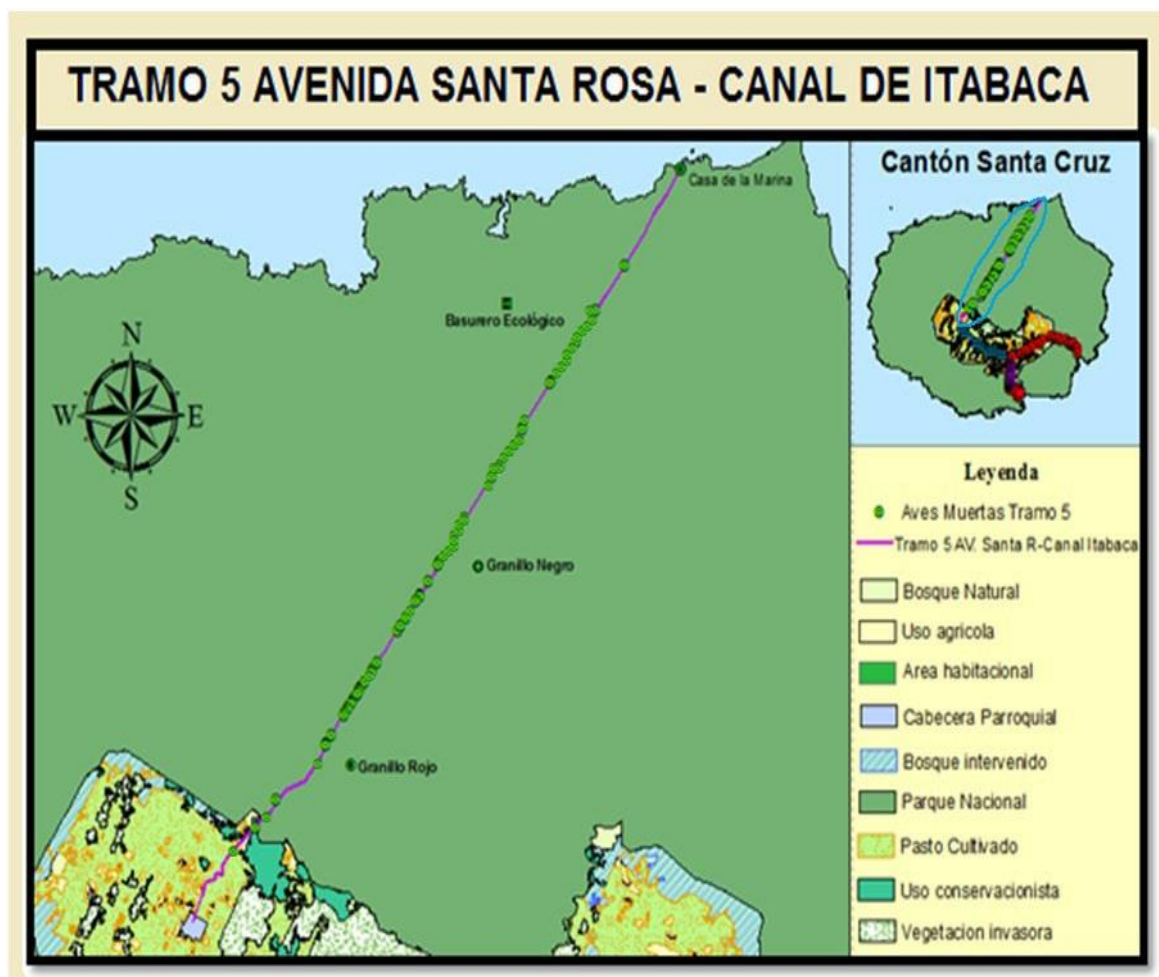 TRAMO 5 AVENIDA SANTA ROSA - CANAL DE ITABACA
Casa de la Marina
Basurero Ecológico
N
W E
S
Granillo Negro
Granillo Rojo
Cantón Santa Cruz
Leyenda
Aves Muertas Tramo 5
Tramo 5 AV. Santa R-Canal Itabaca
Bosque Natural
Uso agricola
Area habitacional
Cabecera Parroquial
Bosque intervenido
Parque Nacional
Pasto Cultivado
Uso conservacionista
Vegetacion invasora